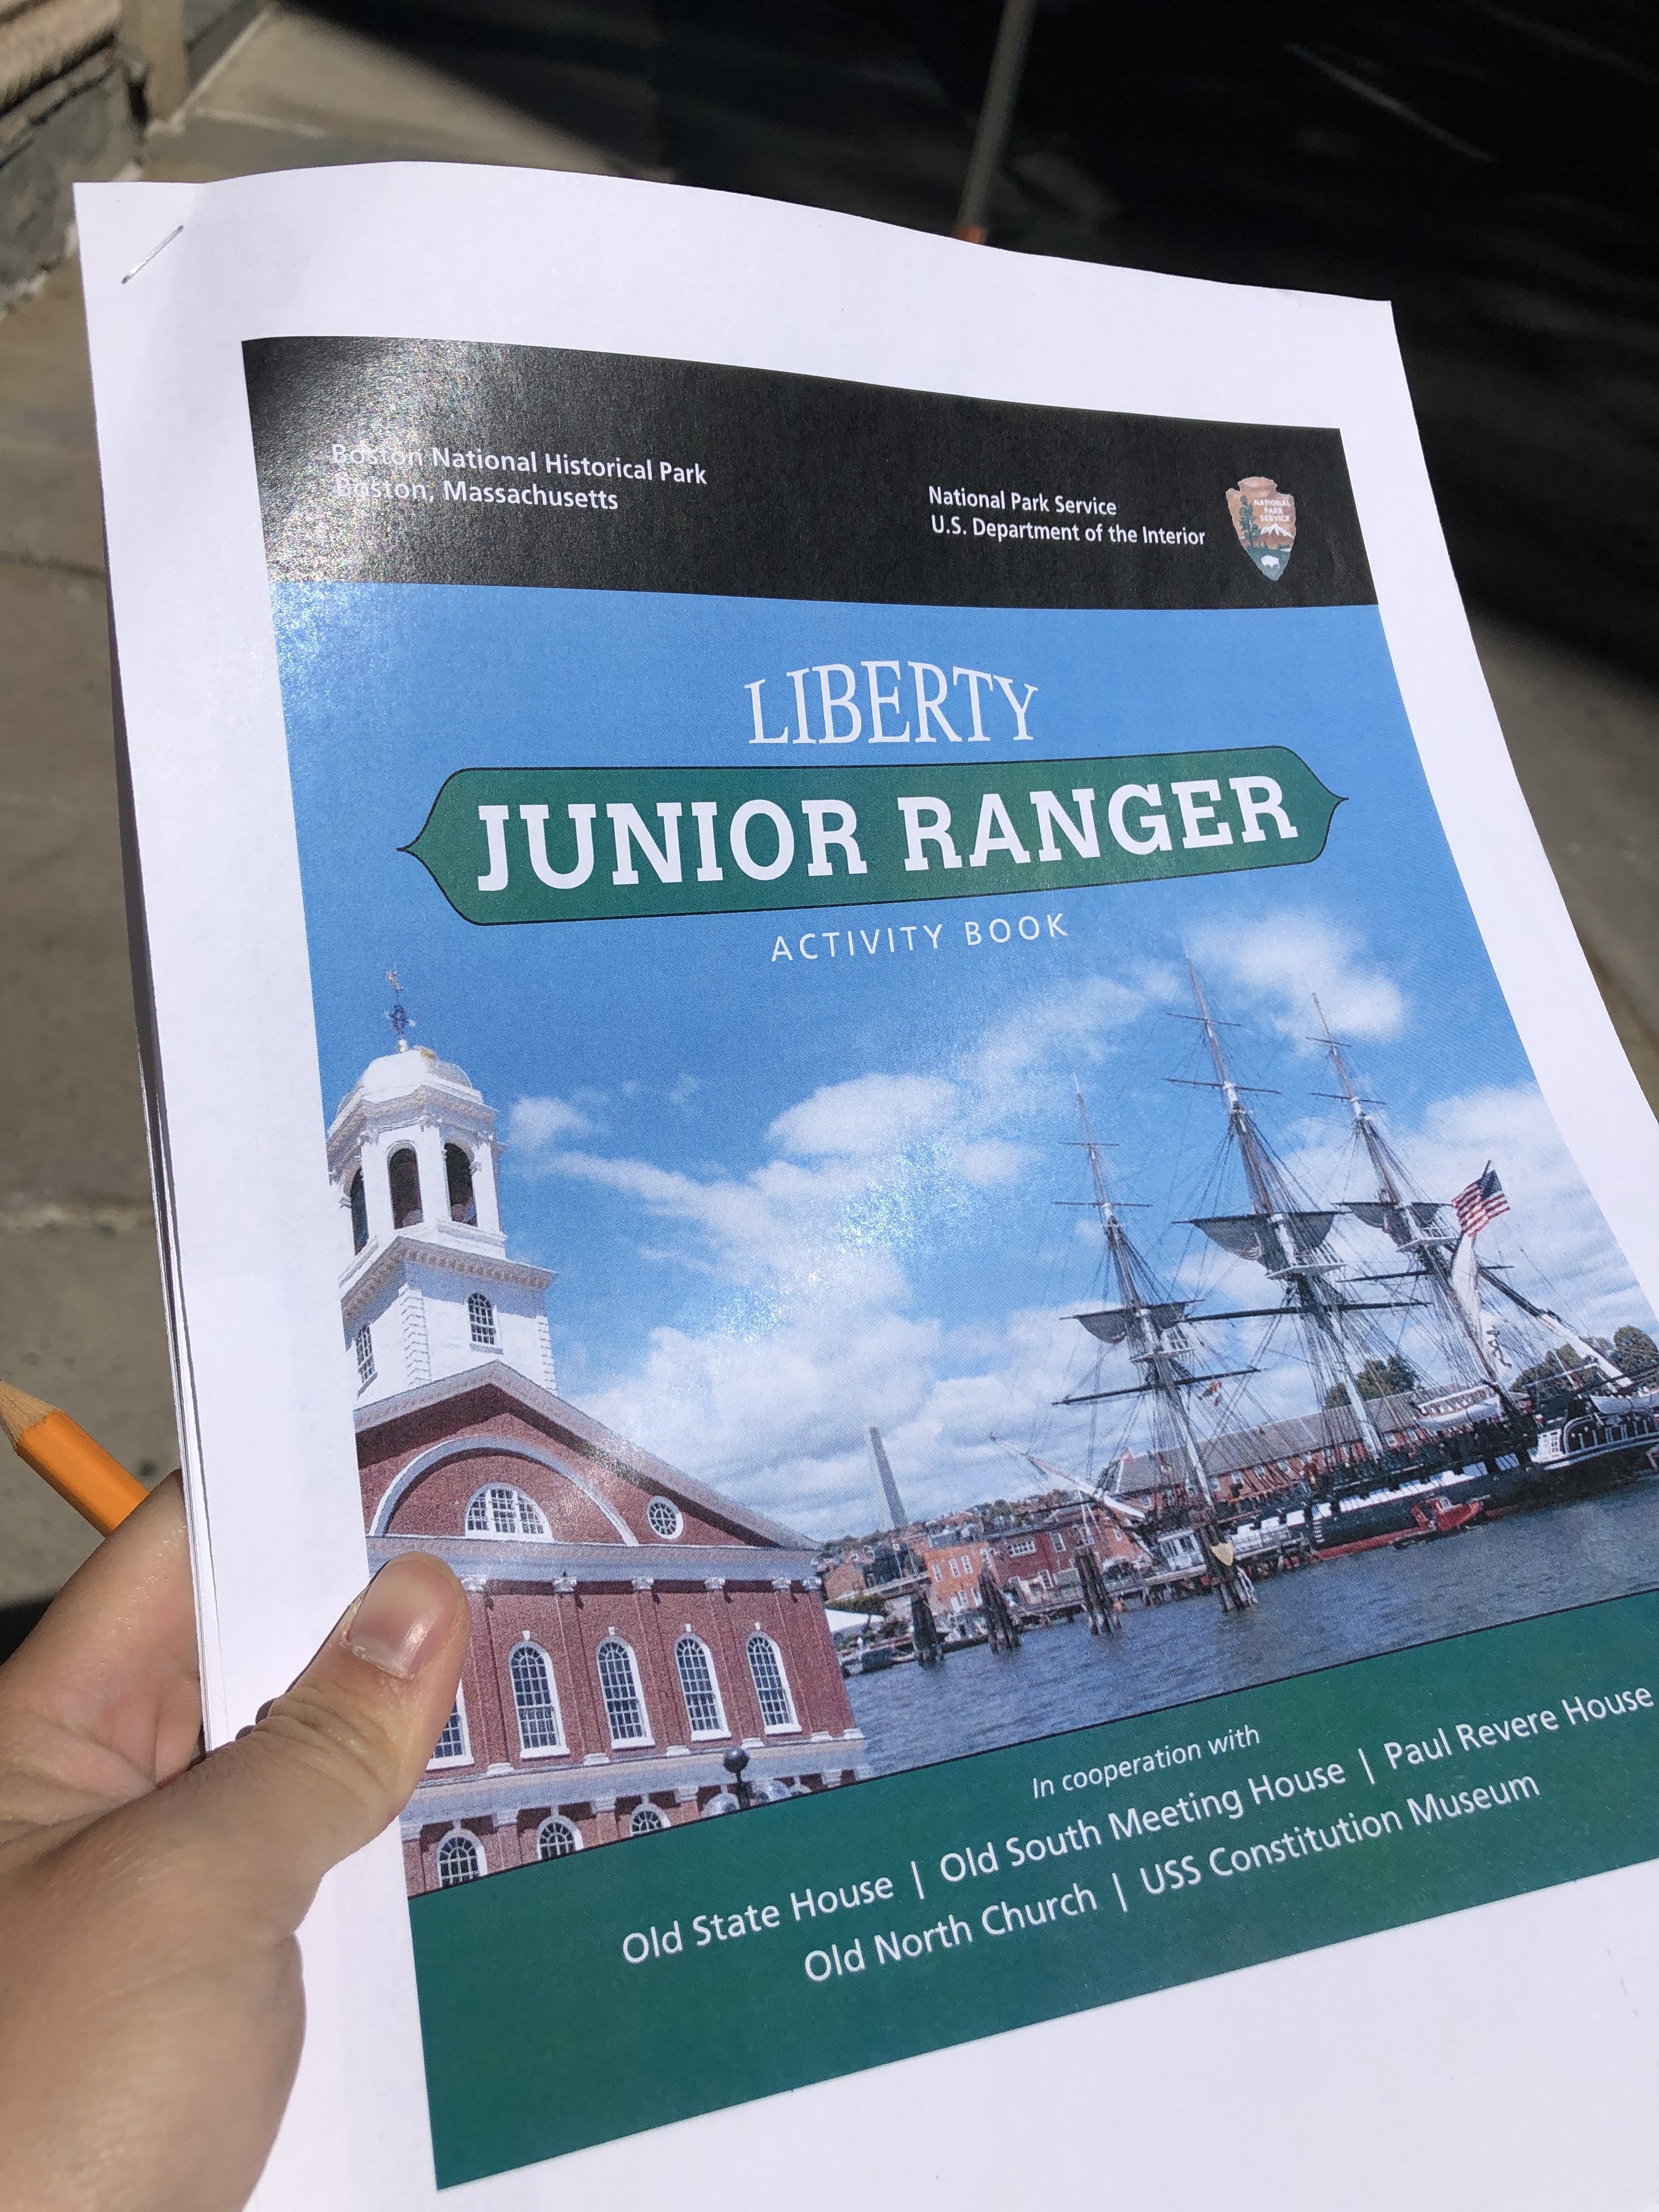 Boston National Historical Park
Boston, Massachusetts
National Park Service
U.S. Department of the Interior
NATIONAL
PARK
SERVICE
LIBERTY
JUNIOR RANGER
ACTIVITY BOOK
In cooperation with
Old State House | Old South Meeting House | Paul Revere House
Old North Church | USS Constitution Museum